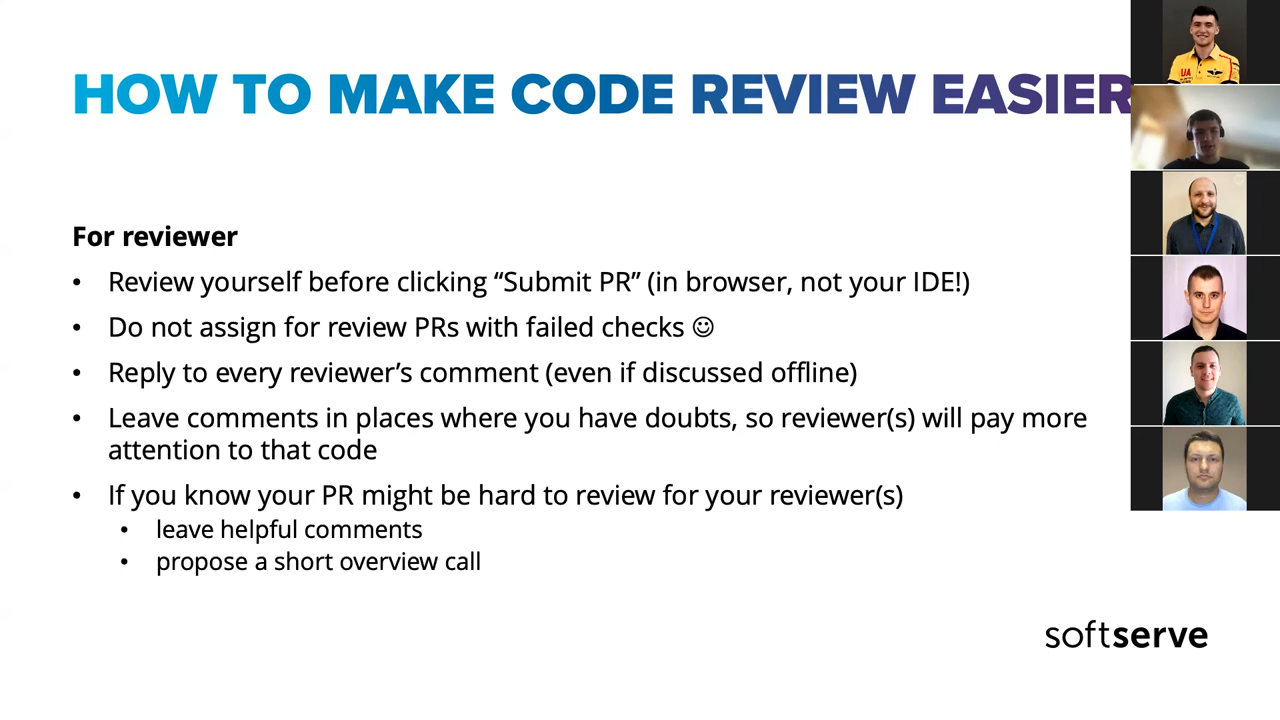 HOW TO MAKE CODE REVIEW EASIER
For reviewer
• Review yourself before clicking “Submit PR” (in browser, not your IDE!)
• Do not assign for review PRs with failed checks ☺
• Reply to every reviewer’s comment (even if discussed offline)
• Leave comments in places where you have doubts, so reviewer(s) will pay more
attention to that code
• If you know your PR might be hard to review for your reviewer(s)
• leave helpful comments
• propose a short overview call
softserve
UA